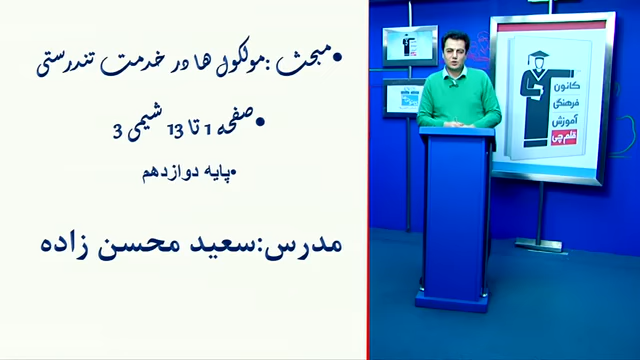 •مبحث :مولکول ها در خدمت تندرستی
•صفحه 1 تا 13 شیمی 3
•پایه دوازدهم
مدرس:سعید محسن زاده
کانون
فرهنگی
آموزش
قلم‌چی